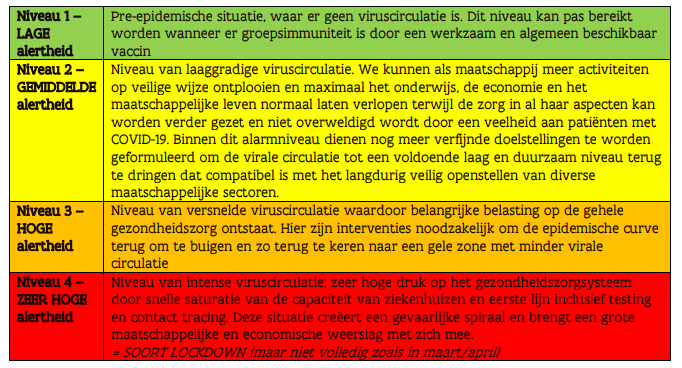 Niveau 1 –
LAGE
alertheid
Pre-epidemische situatie, waar er geen viruscirculatie is. Dit niveau kan pas bereikt
worden wanneer er groepsimmuniteit is door een werkzaam en algemeen beschikbaar
vaccin
Niveau 2 –
GEMIDDELDE
alertheid
Niveau van laaggradige viruscirculatie. We kunnen als maatschappij meer activiteiten
op veilige wijze ontplooien en maximaal het onderwijs, de economie en het
maatschappelijke leven normaal laten verlopen terwijl de zorg in al haar aspecten kan
worden verder gezet en niet overweldigd wordt door een veelheid aan patiënten met
COVID-19. Binnen dit alarmniveau dienen nog meer verfijnde doelstellingen te worden
geformuleerd om de virale circulatie tot een voldoende laag en duurzaam niveau terug
te dringen dat compatibel is met het langdurig veilig openstellen van diverse
maatschappelijke sectoren.
Niveau 3 –
HOGE
alertheid
Niveau van versnelde viruscirculatie waardoor belangrijke belasting op de gehele
gezondheidszorg ontstaat. Hier zijn interventies noodzakelijk om de epidemische curve
terug om te buigen en zo terug te keren naar een gele zone met minder virale
circulatie
Niveau 4 –
ZEER HOGE
alertheid
Niveau van intense viruscirculatie; zeer hoge druk op het gezondheidszorgsysteem
door snelle saturatie van de capaciteit van ziekenhuizen en eerste lijn inclusief testing
en contact tracing. Deze situatie creëert een gevaarlijke spiraal en brengt een grote
maatschappelijke en economische weerslag met zich mee.
= SOORT LOCKDOWN (maar niet volledig zoals in maart/april)